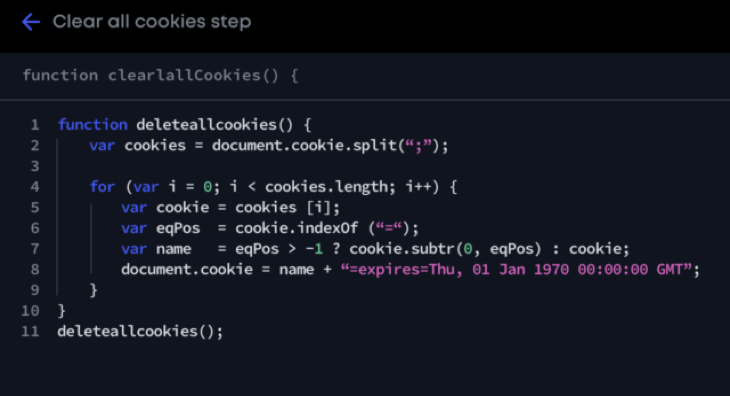 ← Clear all cookies step
function clearlallCookies() {
1 function deleteallcookies() {
2 var cookies = document.cookie.split(“;”);
3
4 for (var i = 0; i < cookies.length; i++) {
5 var cookie = cookies [i];
6 var eqPos = cookie.indexOf (“=“);
7 var name = eqPos > -1 ? cookie.subtr(0, eqPos) : cookie;
8 document.cookie = name + “=expires=Thu, 01 Jan 1970 00:00:00 GMT”;
9 }
10 }
11 deleteallcookies();